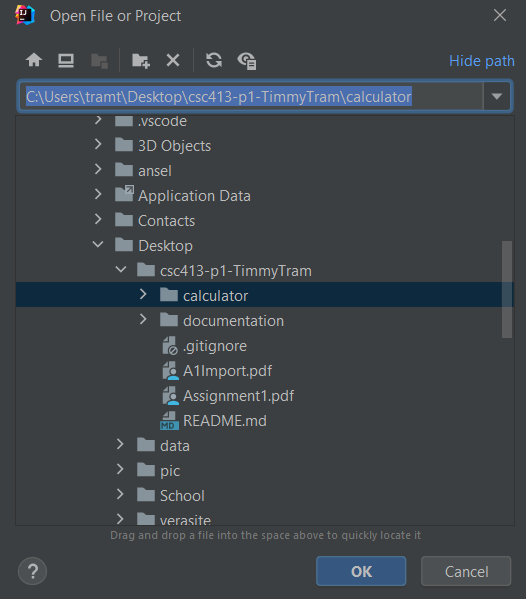 Open File or Project
Hide path
C:\Users\tramt\Desktop\csc413-p1-TimmyTram\calculator
.vscode
3D Objects
ansel
Application Data
Contacts
Desktop
csc413-p1-TimmyTram
calculator
documentation
.gitignore
A1Import.pdf
Assignment1.pdf
MD README.md
data
pic
School
verasite
Drag and drop a file into the space above to quickly locate it
? OK Cancel